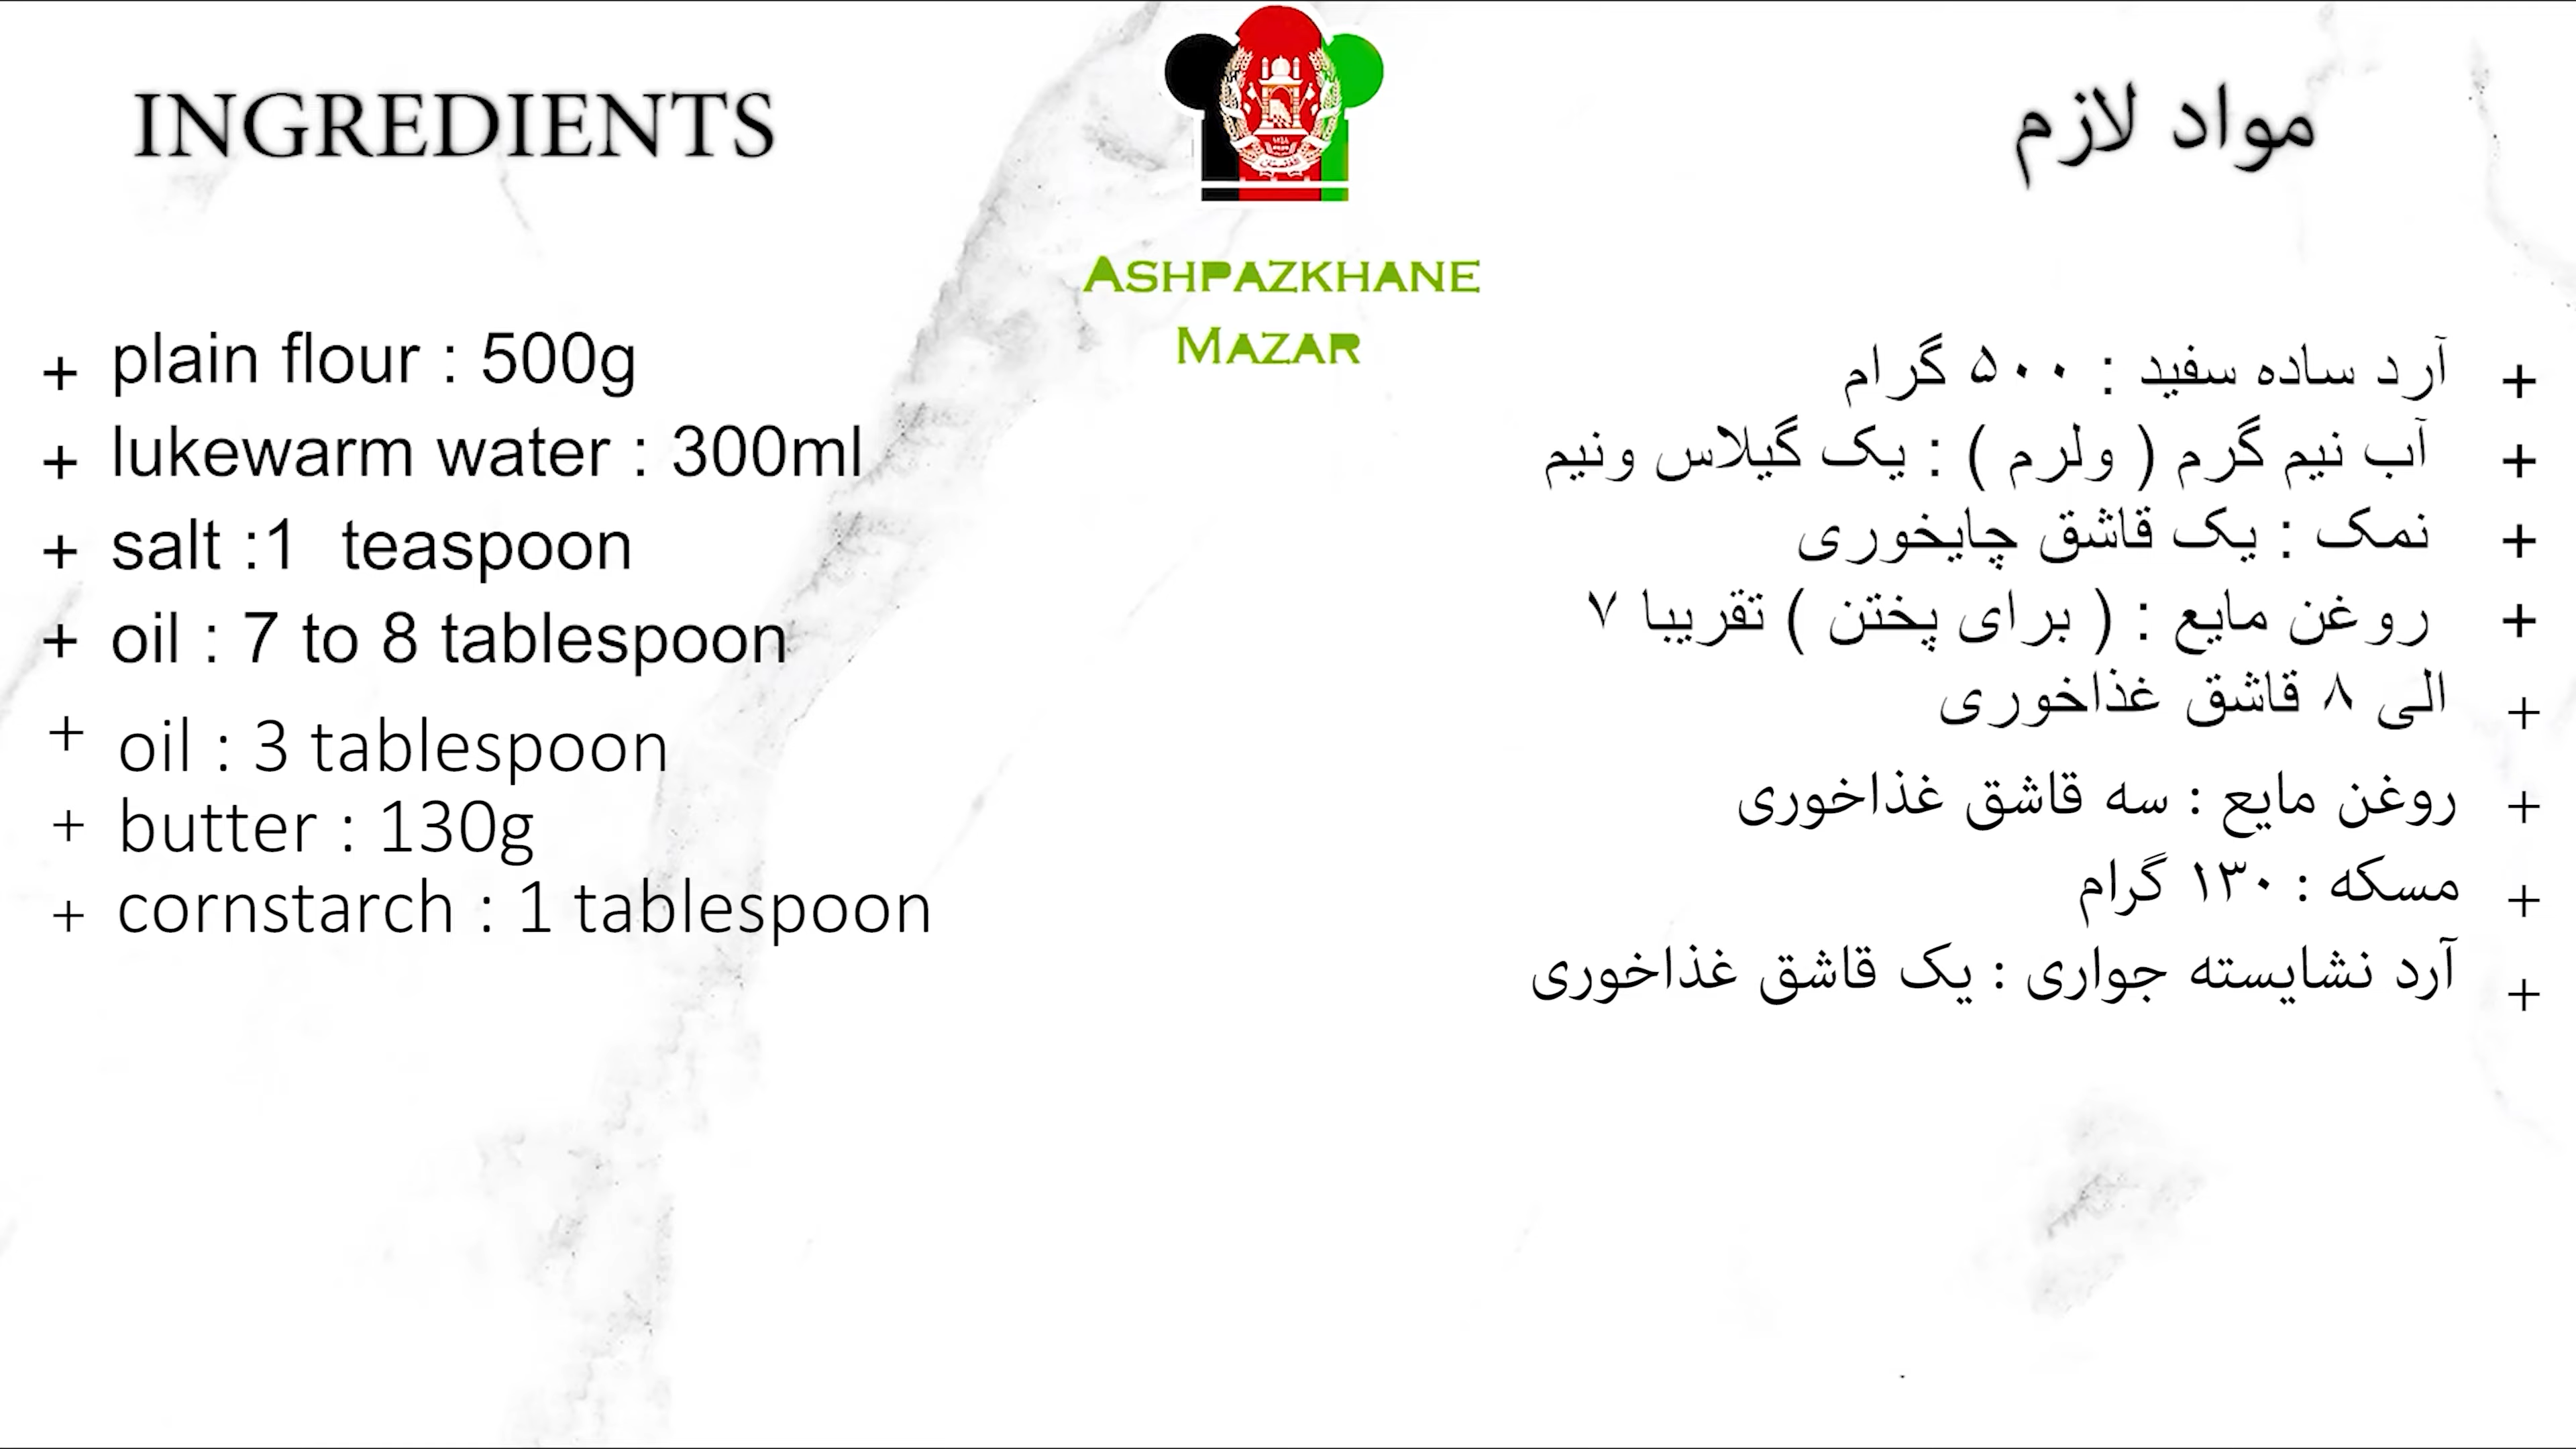 INGREDIENTS
+ plain flour : 500g
+ lukewarm water : 300ml
+ salt :1 teaspoon
+ oil : 7 to 8 tablespoon
+ oil : 3 tablespoon
+ butter : 130g
+ cornstarch : 1 tablespoon
ASHPAZKHANE
MAZAR
مواد لازم
+ آرد ساده سفید : ۵۰۰ گرام
+ آب نیم گرم ( ولرم ) : یک گیلاس ونیم
+ نمک : یک قاشق چایخوری
+ روغن مایع : ( برای پختن ) تقریبا ۷
+ الی ۸ قاشق غذاخوری
+ روغن مایع : سه قاشق غذاخوری
+ مسکه : ۱۳۰ گرام
+ آرد نشایسته جواری : یک قاشق غذاخوری